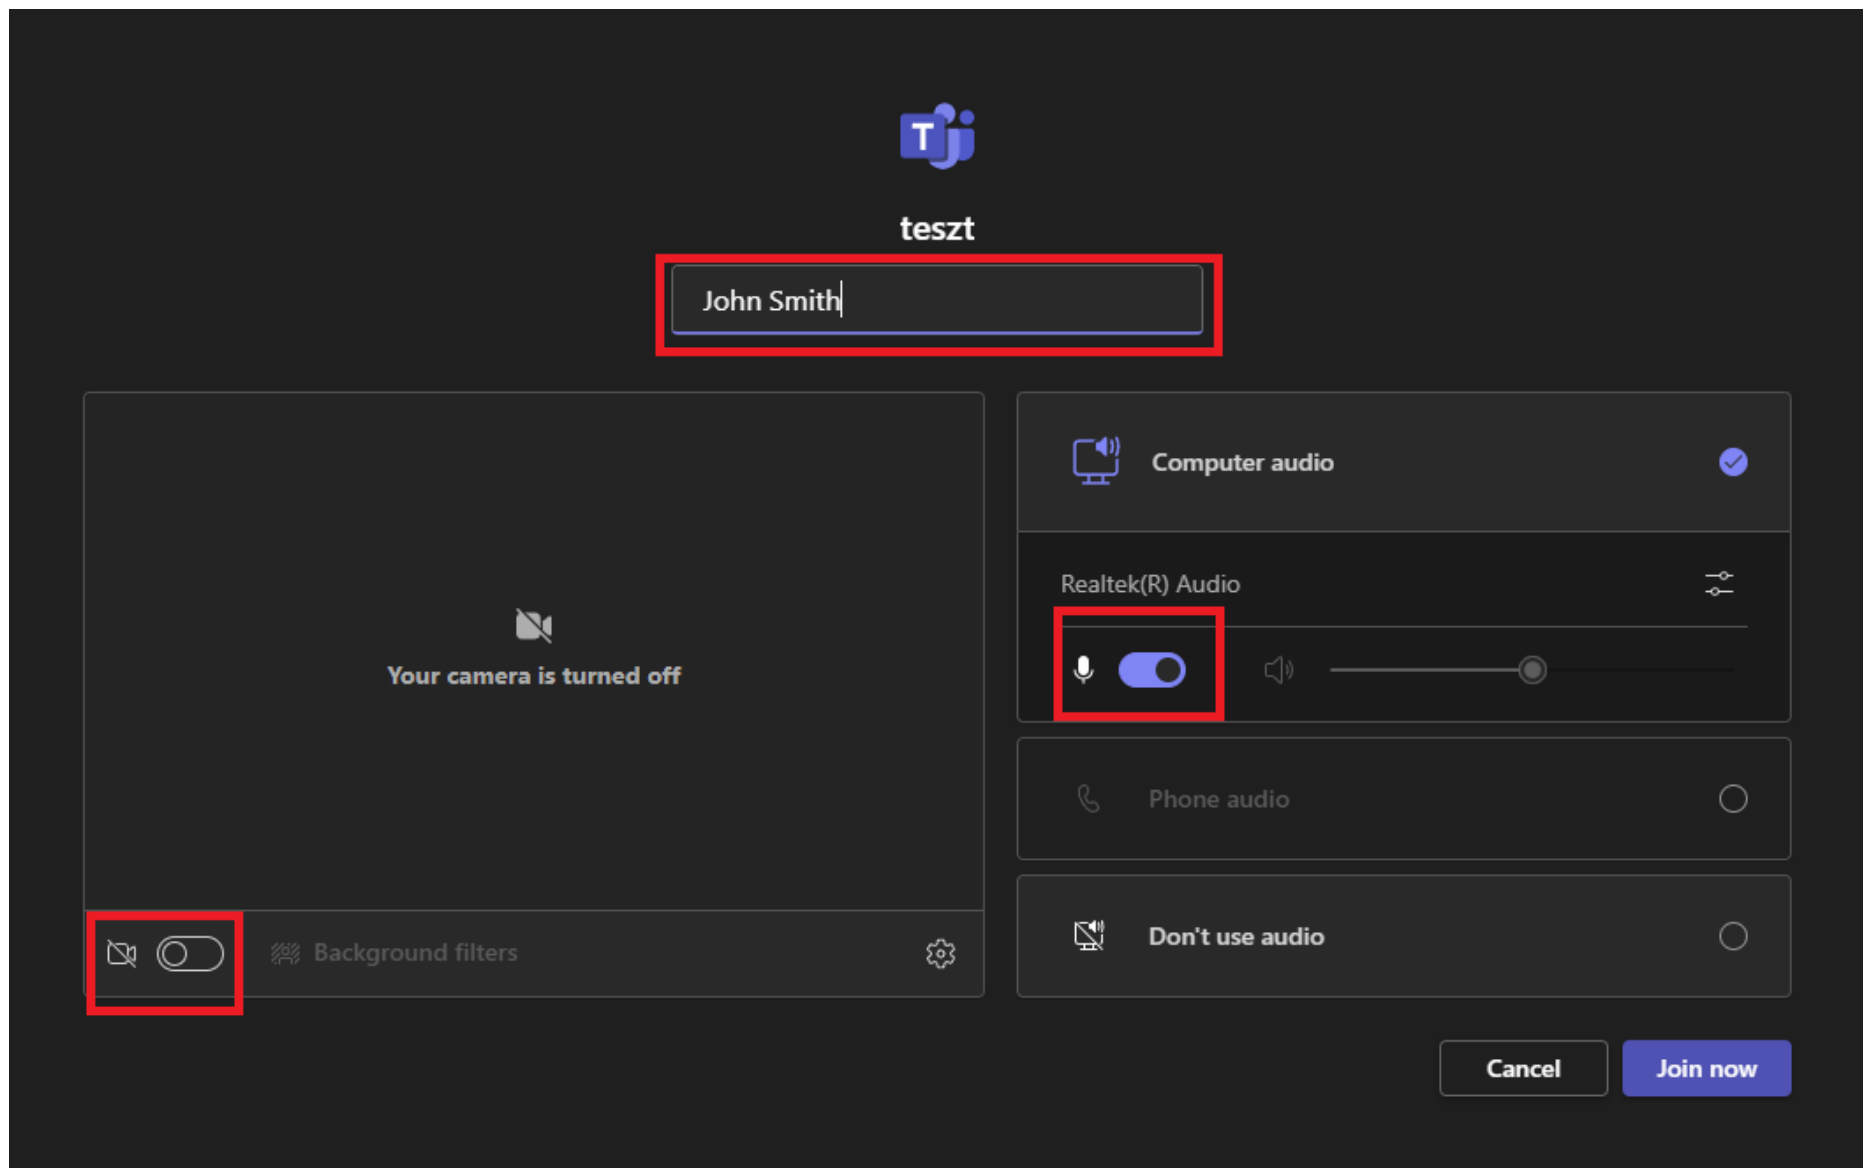 T
teszt
John Smith
Your camera is turned off
Background filters
Computer audio
Realtek(R) Audio
Phone audio
Don't use audio
Cancel
Join now